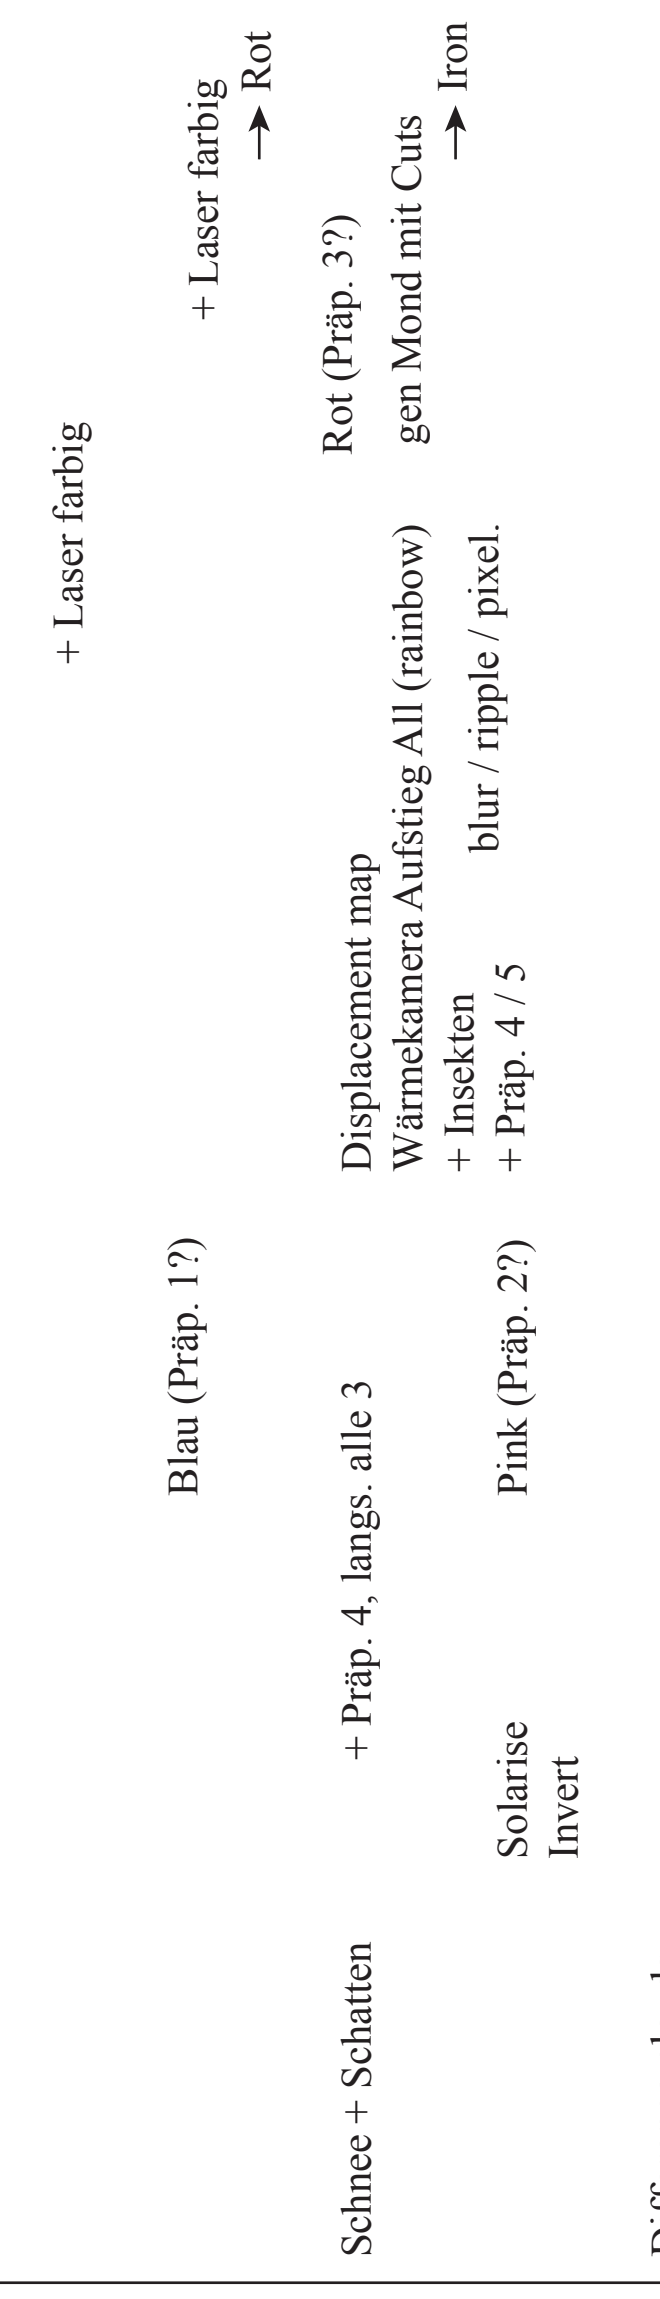 + Laser farbig
Blau (Präp. 1?)
+ Laser farbig
→ Rot
Rot (Präp. 3?)
Schnee + Schatten
+ Präp. 4, langs. alle 3
Displacement map
Wärmekamera Aufstieg All (rainbow)
gen Mond mit Cuts
+ Insekten
→ Iron
blur / ripple / pixel.
+ Präp. 4 / 5
Solarise
Pink (Präp. 2?)
Invert